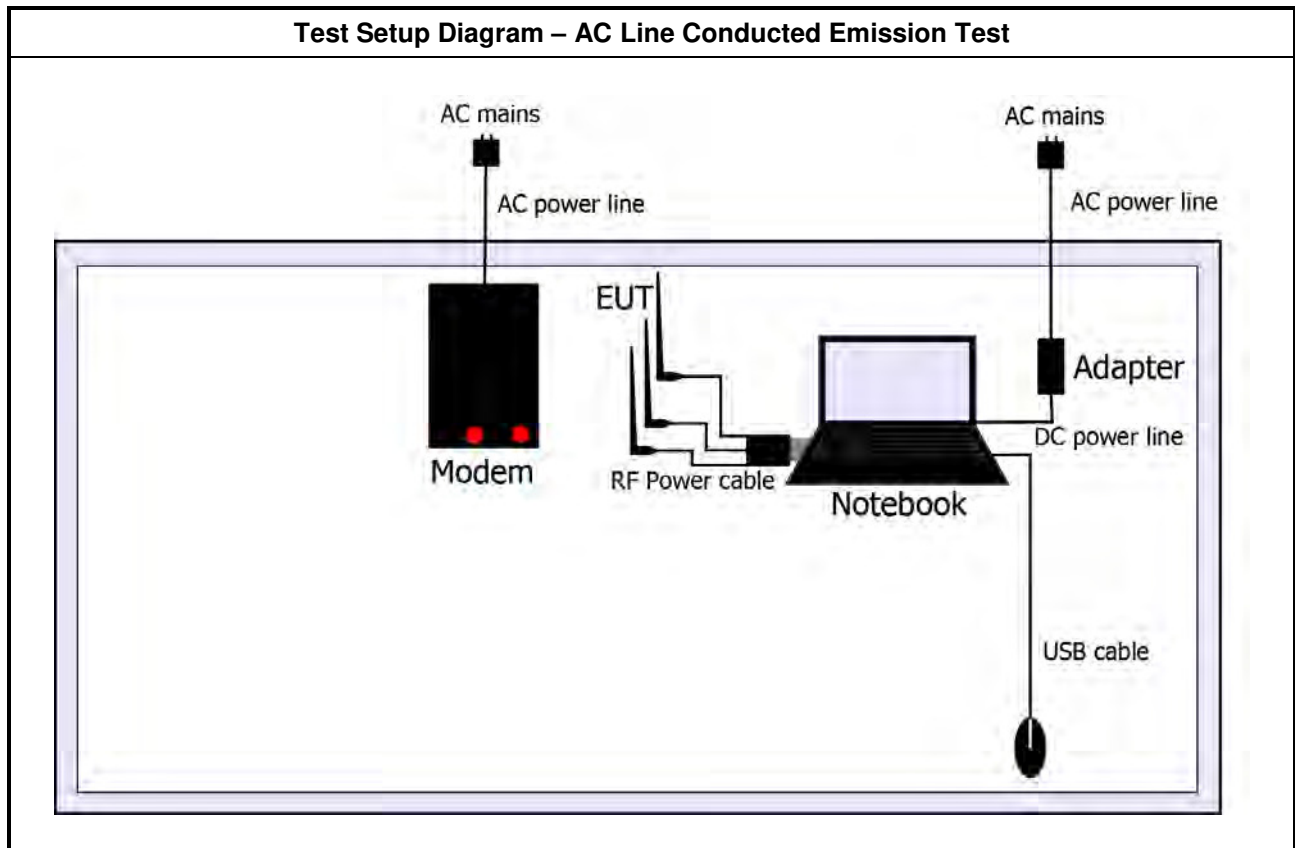 Test Setup Diagram – AC Line Conducted Emission Test
AC mains
AC mains
AC power line
AC power line
EUT
Adapter
DC power line
Modem
RF Power cable
Notebook
USB cable